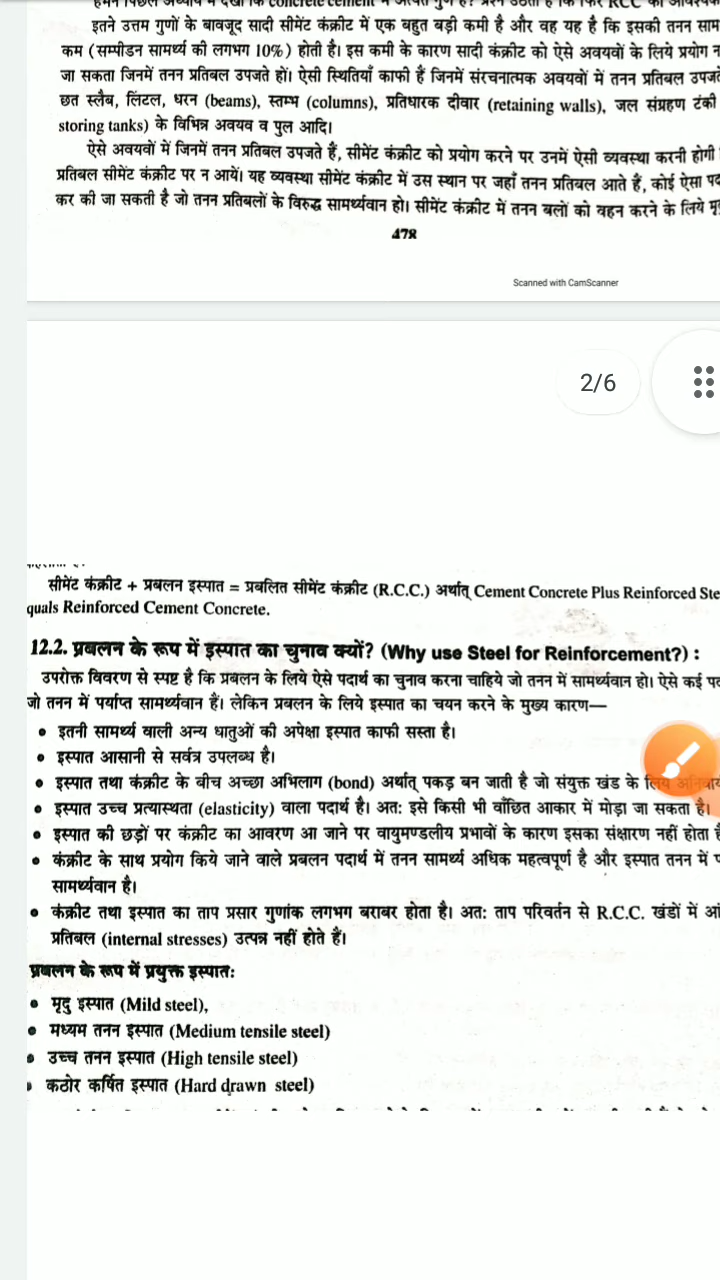 इतने उत्तम गुणों के बावजूद सादी सीमेंट कंक्रीट में एक बहुत बड़ी कमी है और वह यह है कि इसकी तनन
कम (सम्पीडन सामर्थ्य की लगभग 10%) होती है। इस कमी के कारण सादी कंक्रीट को ऐसे अवयवों के लिये प्रयोग
जा सकता जिनमें तनन प्रतिबल उपजते हों। ऐसी स्थितियाँ काफी हैं जिनमें संरचनात्मक अवयवों में तनन प्रतिबल
छत स्लैब, लिंटल, धरन (beams), स्तम्भ (columns), प्रतिधारक दीवार (retaining walls), जल संग्रहण टंकी
storing tanks) के विभिन्न अवयव व पुल आदि।
ऐसे अवयवों में जिनमें तनन प्रतिबल उपजते हैं, सीमेंट कंक्रीट को प्रयोग करने पर उनमें ऐसी व्यवस्था करनी होगी
प्रतिबल सीमेंट कंक्रीट पर न आयें। यह व्यवस्था सीमेंट कंक्रीट में उस स्थान पर जहाँ तनन प्रतिबल आते हैं, कोई ऐसा
कर की जा सकती है जो तनन प्रतिबलों के विरुद्ध सामर्थ्यवान हो। सीमेंट कंक्रीट में तनन बलों को वहन करने के लिये
478
Scanned with CamScanner
2/6
सीमेंट कंक्रीट + प्रबलन इस्पात = प्रबलित सीमेंट कंक्रीट (R.C.C.) अर्थात् Cement Concrete Plus Reinforced Ste
quals Reinforced Cement Concrete.
12.2. प्रबलन के रूप में इस्पात का चुनाव क्यों? (Why use Steel for Reinforcement?) :
उपरोक्त विवरण से स्पष्ट है कि प्रबलन के लिये ऐसे पदार्थ का चुनाव करना चाहिये जो तनन में सामर्थ्यवान हो। ऐसे कई
जो तनन में पर्याप्त सामर्थ्यवान हैं। लेकिन प्रबलन के लिये इस्पात का चयन करने के मुख्य कारण—
• इतनी सामर्थ्य वाली अन्य धातुओं की अपेक्षा इस्पात काफी सस्ता है।
• इस्पात आसानी से सर्वत्र उपलब्ध है।
• इस्पात तथा कंक्रीट के बीच अच्छा अभिलाग (bond) अर्थात् पकड़ बन जाती है जो संयुक्त खंड के लिये
• इस्पात उच्च प्रत्यास्थता (elasticity) वाला पदार्थ है। अतः इसे किसी भी वाँछित आकार में मोड़ा जा सकता है।
• इस्पात की छड़ों पर कंक्रीट का आवरण आ जाने पर वायुमण्डलीय प्रभावों के कारण इसका संक्षारण नहीं होता
• कंक्रीट के साथ प्रयोग किये जाने वाले प्रबलन पदार्थ में तनन सामर्थ्य अधिक महत्वपूर्ण है और इस्पात तनन में
सामर्थ्यवान है।
• कंक्रीट तथा इस्पात का ताप प्रसार गुणांक लगभग बराबर होता है। अतः ताप परिवर्तन से R.C.C. खंडों में
प्रतिबल (internal stresses) उत्पन्न नहीं होते हैं।
प्रबलन के रूप में प्रयुक्त इस्पातः
• मृदु इस्पात (Mild steel),
• मध्यम तनन इस्पात (Medium tensile steel)
• उच्च तनन इस्पात (High tensile steel)
• कठोर कर्षित इस्पात (Hard drawn steel)